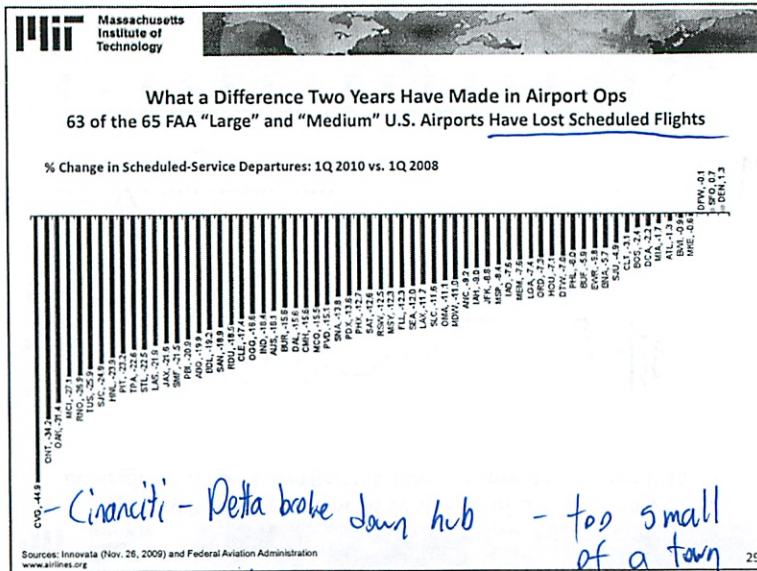 Massachusetts
Institute of
Technology
What a Difference Two Years Have Made in Airport Ops
63 of the 65 FAA “Large” and “Medium” U.S. Airports Have Lost Scheduled Flights
% Change in Scheduled-Service Departures: 1Q 2010 vs. 1Q 2008
CVG, -44.9
ONT, -34.2
OAK, -31.4
MCI, -27.1
RNO, -26.9
TUS, -25.9
SJC, -24.9
HNL, -23.9
PIT, -23.2
TPA, -22.6
STL, -22.5
LAS, -21.9
JAX, -21.6
SMF, -21.5
PBI, -20.9
ABQ, -19.9
BDL, -19.2
SAN, -18.9
RDU, -18.5
CLE, -17.4
OGG, -16.6
IND, -16.4
AUS, -16.1
BUR, -15.6
DAL, -15.6
CMH, -15.6
MCO, -15.5
PVD, -15.1
SNA, -13.8
PDX, -13.6
PHX, -12.7
SAT, -12.6
RSW, -12.5
MSY, -12.3
FLL, -12.3
SEA, -12.0
LAX, -11.7
SLC, -11.6
OMA, -11.1
MDW, -11.0
ANC, -9.2
IAH, -9.0
JFK, -8.8
MSP, -8.4
IAD, -7.6
MEM, -7.6
LGA, -7.4
ORD, -7.3
HOU, -7.1
DTW, -7.0
PHL, -6.0
BUF, -5.9
EWR, -5.8
BNA, -5.7
SJU, -4.9
CLT, -3.1
BOS, -2.4
DCA, -2.2
MIA, -1.7
ATL, -1.3
BWI, -0.9
MKE, -0.6
DFW, -0.1
SFO, 0.7
DEN, 1.3
- Cinanciti - Delta broke down hub - too small
of a town
Sources: Innovata (Nov. 26, 2009) and Federal Aviation Administration
www.airlines.org
29